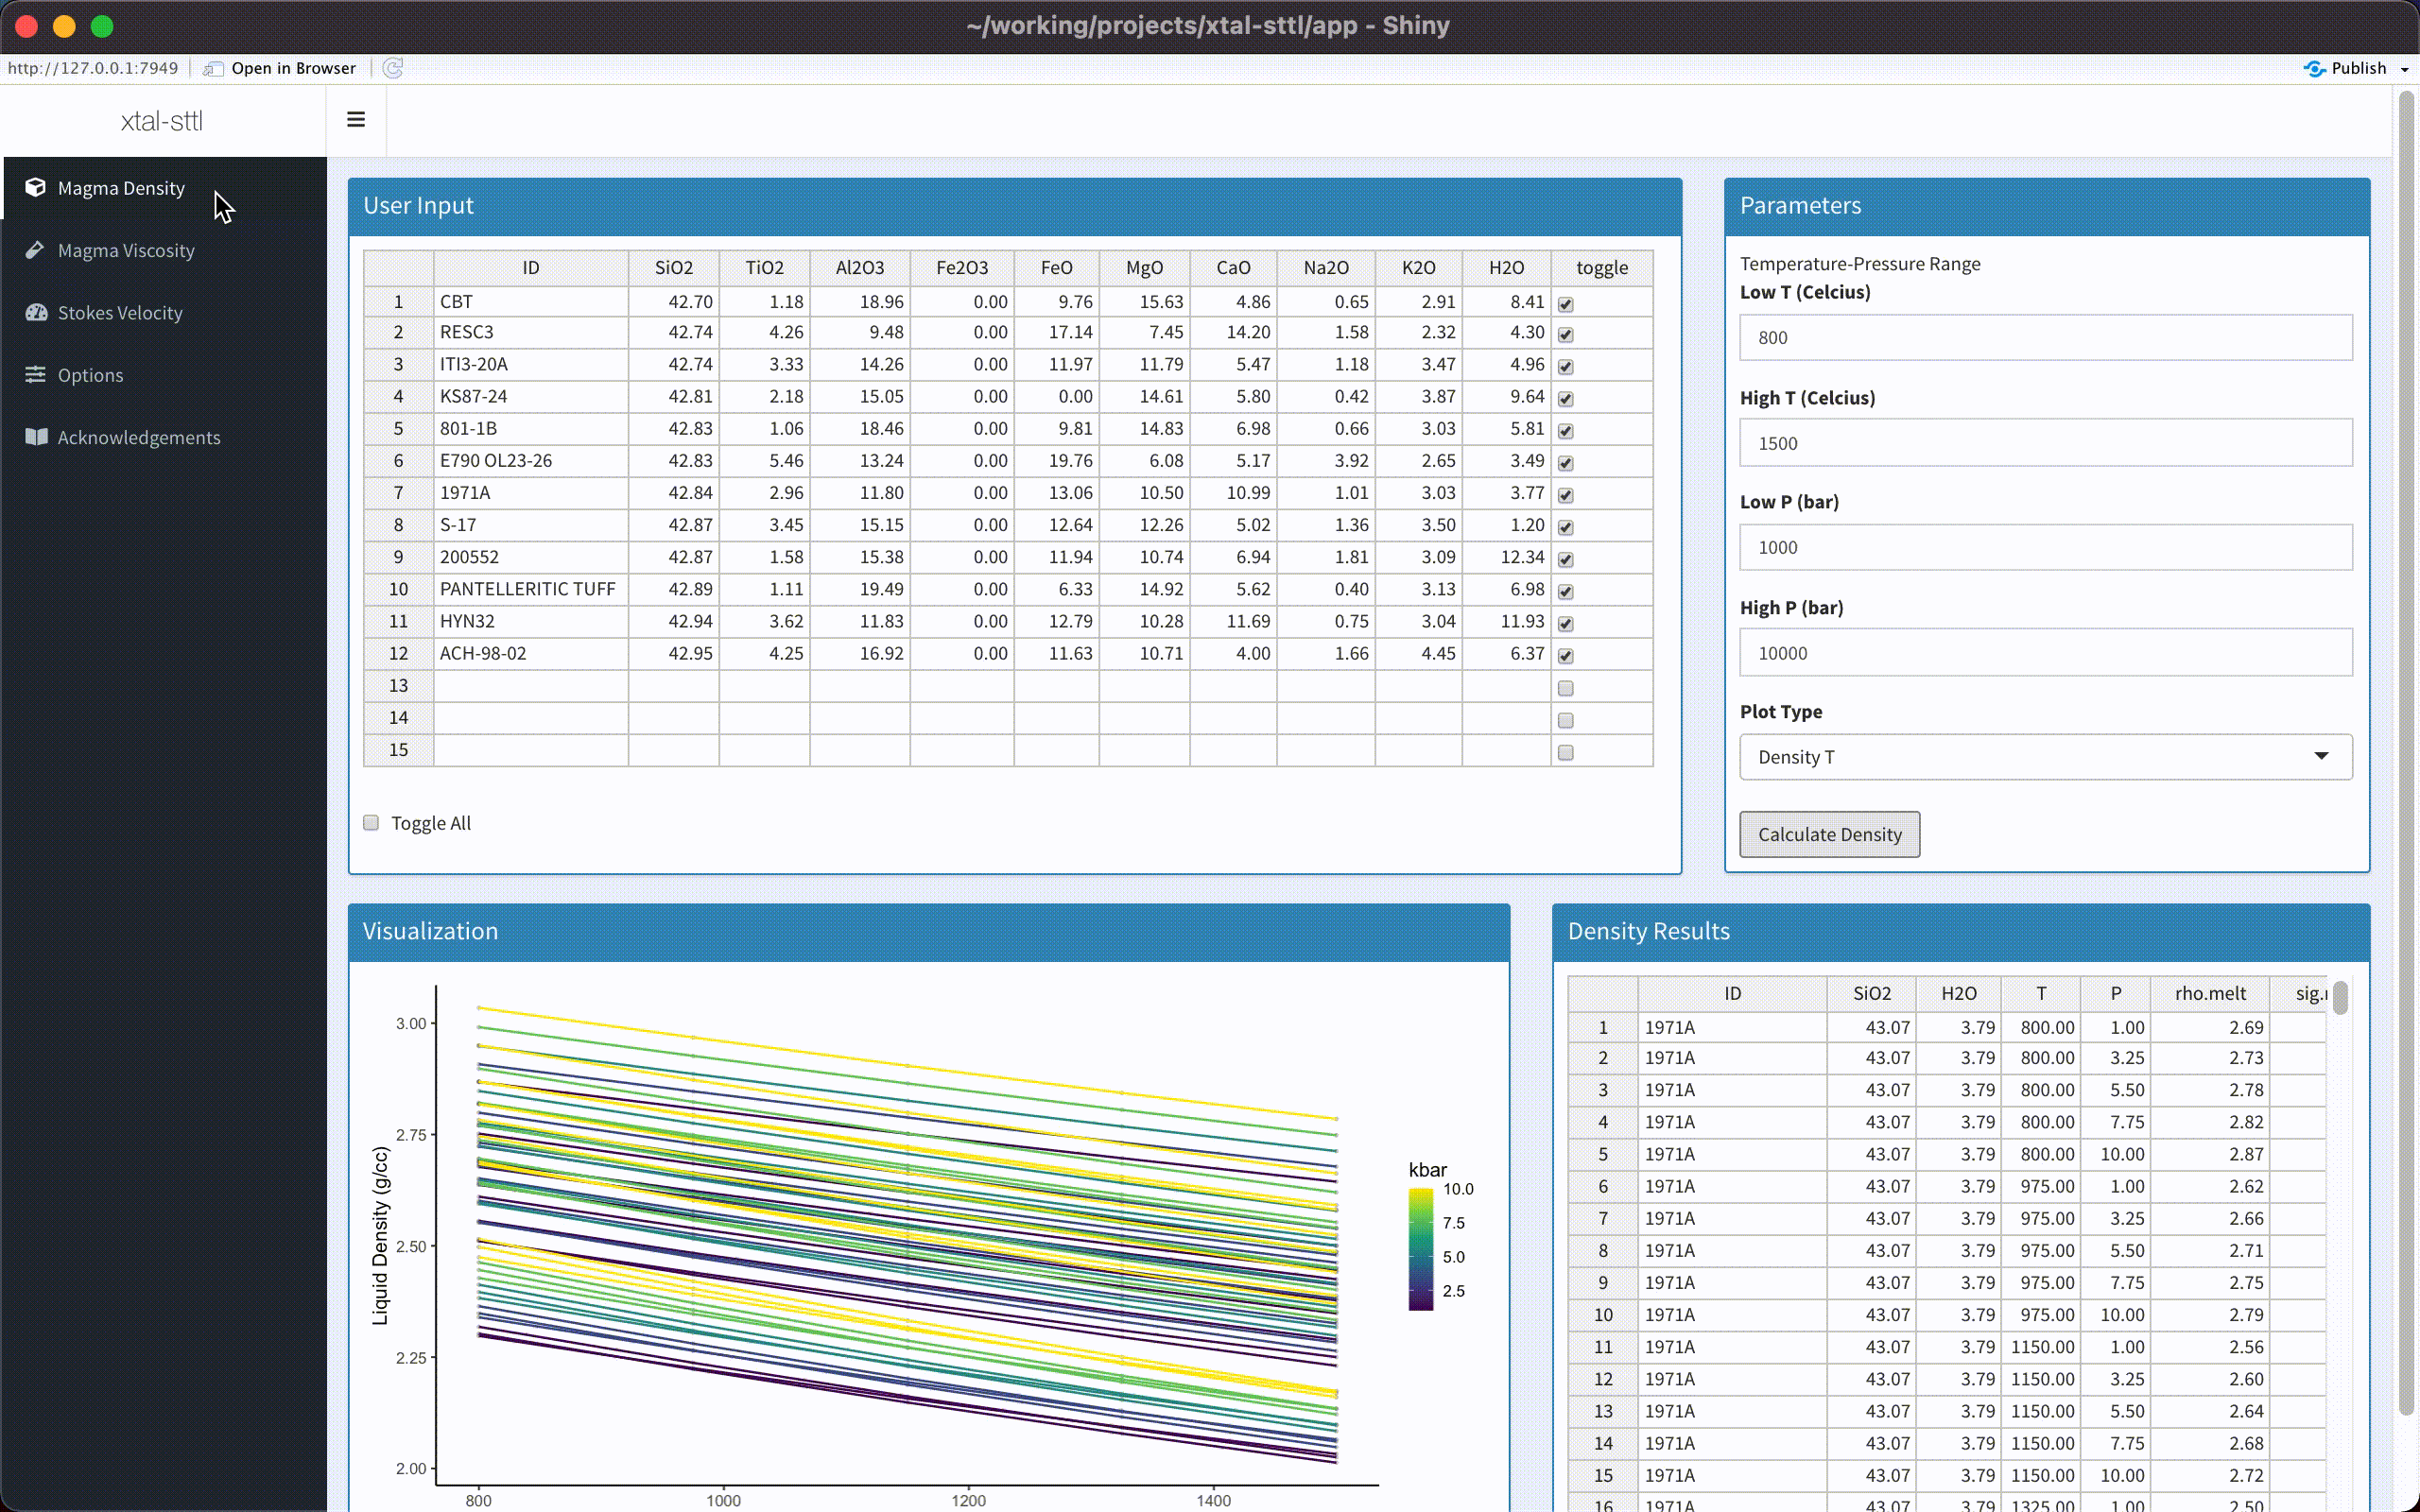 ~/working/projects/xtal-sttl/app - Shiny
http://127.0.0.1:7949 Open in Browser Publish
xtal-sttl
Magma Density
Magma Viscosity
Stokes Velocity
Options
Acknowledgements
User Input
ID SiO2 TiO2 Al2O3 Fe2O3 FeO MgO CaO Na2O K2O H2O toggle
1 CBT 42.70 1.18 18.96 0.00 9.76 15.63 4.86 0.65 2.91 8.41
2 RESC3 42.74 4.26 9.48 0.00 17.14 7.45 14.20 1.58 2.32 4.30
3 ITI3-20A 42.74 3.33 14.26 0.00 11.97 11.79 5.47 1.18 3.47 4.96
4 KS87-24 42.81 2.18 15.05 0.00 0.00 14.61 5.80 0.42 3.87 9.64
5 801-1B 42.83 1.06 18.46 0.00 9.81 14.83 6.98 0.66 3.03 5.81
6 E790 OL23-26 42.83 5.46 13.24 0.00 19.76 6.08 5.17 3.92 2.65 3.49
7 1971A 42.84 2.96 11.80 0.00 13.06 10.50 10.99 1.01 3.03 3.77
8 S-17 42.87 3.45 15.15 0.00 12.64 12.26 5.02 1.36 3.50 1.20
9 200552 42.87 1.58 15.38 0.00 11.94 10.74 6.94 1.81 3.09 12.34
10 PANTELLERITIC TUFF 42.89 1.11 19.49 0.00 6.33 14.92 5.62 0.40 3.13 6.98
11 HYN32 42.94 3.62 11.83 0.00 12.79 10.28 11.69 0.75 3.04 11.93
12 ACH-98-02 42.95 4.25 16.92 0.00 11.63 10.71 4.00 1.66 4.45 6.37
13
14
15
Toggle All
Parameters
Temperature-Pressure Range
Low T (Celcius)
800
High T (Celcius)
1500
Low P (bar)
1000
High P (bar)
10000
Plot Type
Density T
Calculate Density
Visualization
Liquid Density (g/cc)
3.00
2.75
2.50
2.25
2.00
800 1000 1200 1400
kbar
10.0
7.5
5.0
2.5
Density Results
ID SiO2 H2O T P rho.melt sig.
1 1971A 43.07 3.79 800.00 1.00 2.69
2 1971A 43.07 3.79 800.00 3.25 2.73
3 1971A 43.07 3.79 800.00 5.50 2.78
4 1971A 43.07 3.79 800.00 7.75 2.82
5 1971A 43.07 3.79 800.00 10.00 2.87
6 1971A 43.07 3.79 975.00 1.00 2.62
7 1971A 43.07 3.79 975.00 3.25 2.66
8 1971A 43.07 3.79 975.00 5.50 2.71
9 1971A 43.07 3.79 975.00 7.75 2.75
10 1971A 43.07 3.79 975.00 10.00 2.79
11 1971A 43.07 3.79 1150.00 1.00 2.56
12 1971A 43.07 3.79 1150.00 3.25 2.60
13 1971A 43.07 3.79 1150.00 5.50 2.64
14 1971A 43.07 3.79 1150.00 7.75 2.68
15 1971A 43.07 3.79 1150.00 10.00 2.72
16 1971A 43.07 3.79 1325.00 1.00 2.50